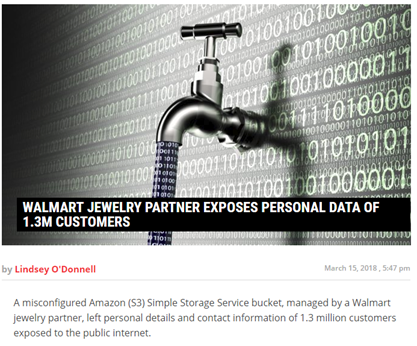 WALMART JEWELRY PARTNER EXPOSES PERSONAL DATA OF
1.3M CUSTOMERS
by Lindsey O'Donnell
March 15, 2018 , 5:47 pm
A misconfigured Amazon (S3) Simple Storage Service bucket, managed by a Walmart
jewelry partner, left personal details and contact information of 1.3 million customers
exposed to the public internet.